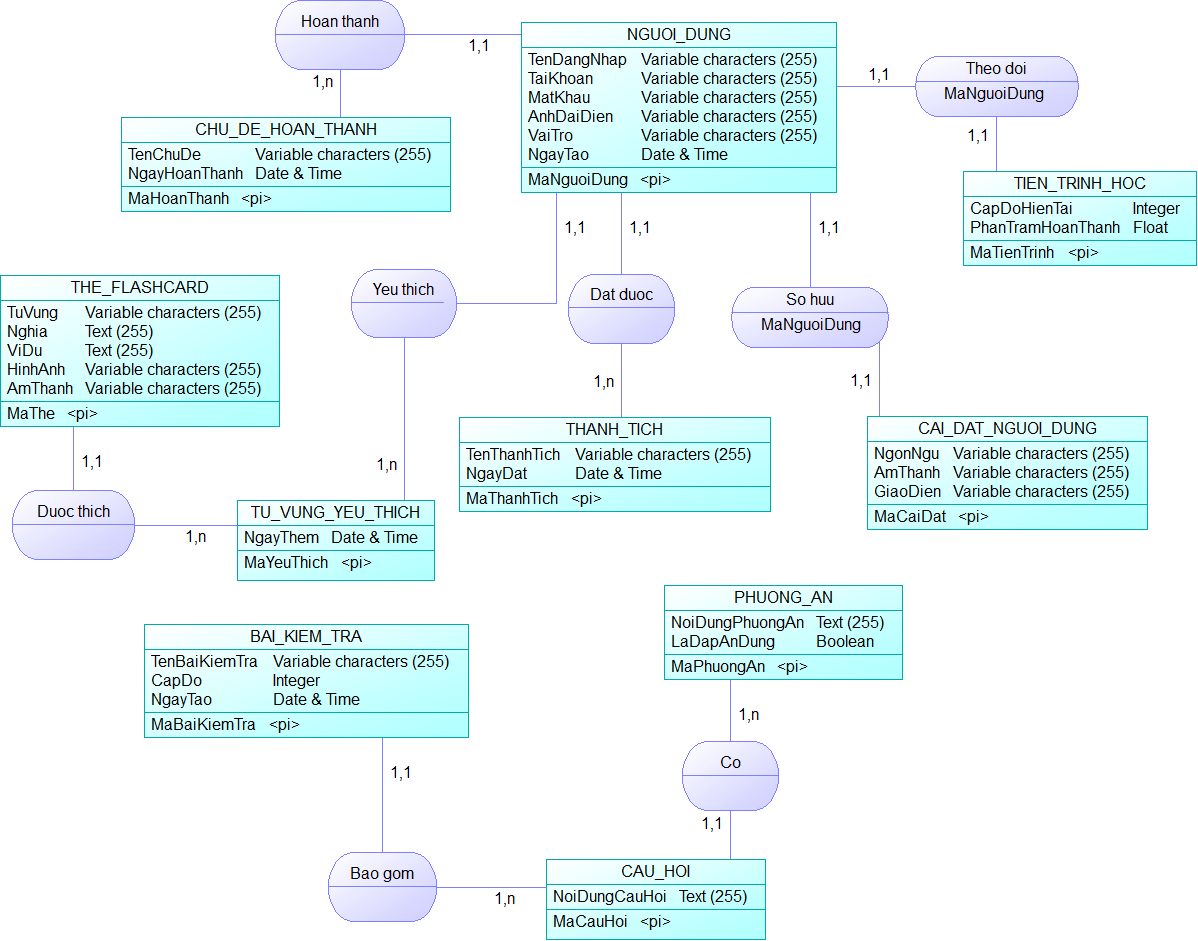 Hoan thanh
1,1
1,n
NGUOI_DUNG
TenDangNhap Variable characters (255)
TaiKhoan Variable characters (255)
MatKhau Variable characters (255)
AnhDaiDien Variable characters (255)
VaiTro Variable characters (255)
NgayTao Date & Time
MaNguoiDung <pi>
1,1
Theo doi
MaNguoiDung
1,1
CHU_DE_HOAN_THANH
TenChuDe Variable characters (255)
NgayHoanThanh Date & Time
MaHoanThanh <pi>
TIEN_TRINH_HOC
CapDoHienTai Integer
PhanTramHoanThanh Float
MaTienTrinh <pi>
1,1
1,1
1,1
THE_FLASHCARD
TuVung Variable characters (255)
Nghia Text (255)
ViDu Text (255)
HinhAnh Variable characters (255)
AmThanh Variable characters (255)
MaThe <pi>
Yeu thich
Dat duoc
So huu
MaNguoiDung
1,n
1,1
1,1
1,n
THANH_TICH
TenThanhTich Variable characters (255)
NgayDat Date & Time
MaThanhTich <pi>
CAI_DAT_NGUOI_DUNG
NgonNgu Variable characters (255)
AmThanh Variable characters (255)
GiaoDien Variable characters (255)
MaCaiDat <pi>
Duoc thich
1,n
TU_VUNG_YEU_THICH
NgayThem Date & Time
MaYeuThich <pi>
PHUONG_AN
NoiDungPhuongAn Text (255)
LaDapAnDung Boolean
MaPhuongAn <pi>
BAI_KIEM_TRA
TenBaiKiemTra Variable characters (255)
CapDo Integer
NgayTao Date & Time
MaBaiKiemTra <pi>
1,n
1,1
Co
1,1
Bao gom
1,n
CAU_HOI
NoiDungCauHoi Text (255)
MaCauHoi <pi>